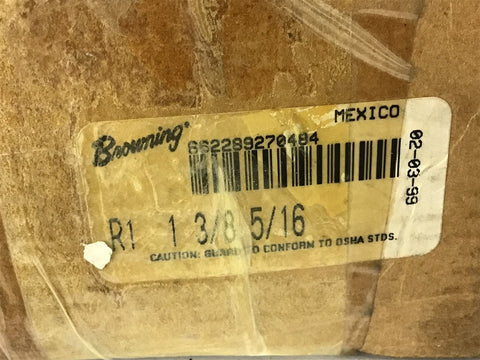 MEXICO
Browning
662289270484
02-03-99
R1 1 3/8 5/16
CAUTION: GUARD TO CONFORM TO OSHA STDS.